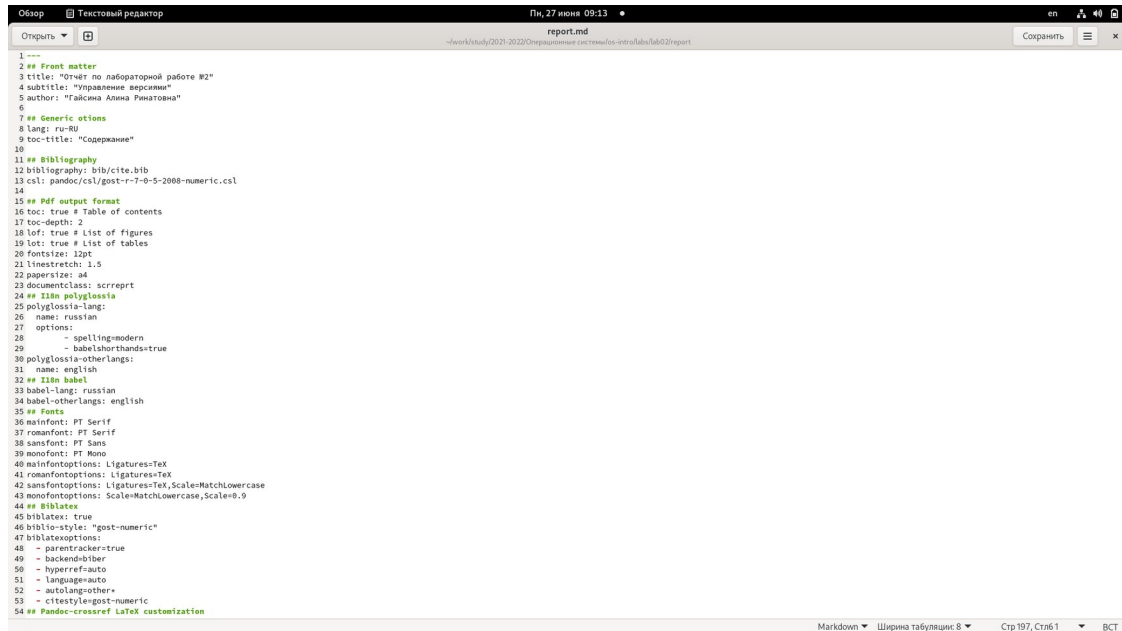 Обзор Текстовый редактор Пн, 27 июня 09:13 en
Открыть report.md Сохранить
~/work/study/2021-2022/Операционные системы/os-intro/labs/lab02/report
1 ---
2 ## Front matter
3 title: "Отчёт по лабораторной работе №2"
4 subtitle: "Управление версиями"
5 author: "Гайсина Алина Ринатовна"
6
7 ## Generic otions
8 lang: ru-RU
9 toc-title: "Содержание"
10
11 ## Bibliography
12 bibliography: bib/cite.bib
13 csl: pandoc/csl/gost-r-7-0-5-2008-numeric.csl
14
15 ## Pdf output format
16 toc: true # Table of contents
17 toc-depth: 2
18 lof: true # List of figures
19 lot: true # List of tables
20 fontsize: 12pt
21 linestretch: 1.5
22 papersize: a4
23 documentclass: scrreprt
24 ## I18n polyglossia
25 polyglossia-lang:
26   name: russian
27   options:
28         - spelling=modern
29         - babelshorthands=true
30 polyglossia-otherlangs:
31   name: english
32 ## I18n babel
33 babel-lang: russian
34 babel-otherlangs: english
35 ## Fonts
36 mainfont: PT Serif
37 romanfont: PT Serif
38 sansfont: PT Sans
39 monofont: PT Mono
40 mainfontoptions: Ligatures=TeX
41 romanfontoptions: Ligatures=TeX
42 sansfontoptions: Ligatures=TeX,Scale=MatchLowercase
43 monofontoptions: Scale=MatchLowercase,Scale=0.9
44 ## Biblatex
45 biblatex: true
46 biblio-style: "gost-numeric"
47 biblatexoptions:
48   - parentracker=true
49   - backend=biber
50   - hyperref=auto
51   - language=auto
52   - autolang=other*
53   - citestyle=gost-numeric
54 ## Pandoc-crossref LaTeX customization
Markdown Ширина табуляции: 8 Стр 197, Стлб 1 ВСТ